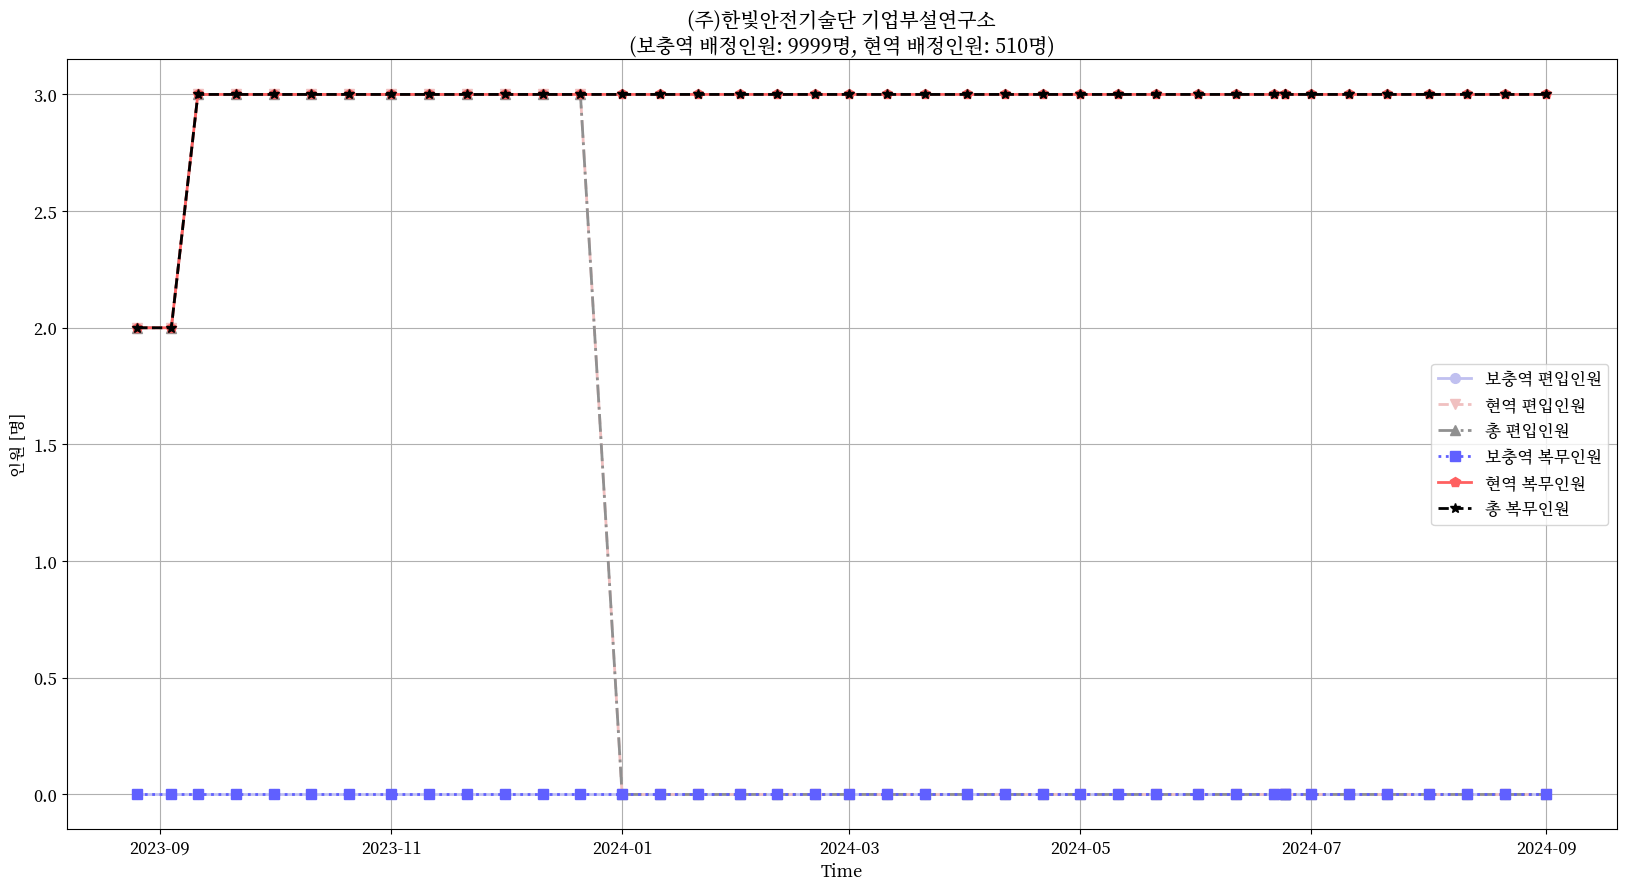 (주)한빛안전기술단 기업부설연구소
(보충역 배정인원: 9999명, 현역 배정인원: 510명)
3.0
2.5
2.0
1.5
1.0
0.5
0.0
인원 [명]
보충역 편입인원
현역 편입인원
총 편입인원
보충역 복무인원
현역 복무인원
총 복무인원
2023-09
2023-11
2024-01
2024-03
2024-05
2024-07
2024-09
Time